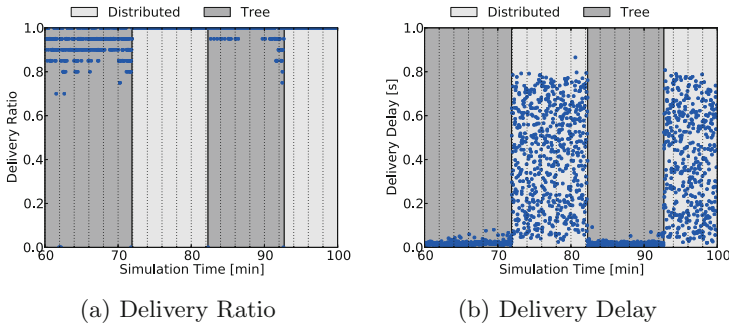 Distributed Tree
Delivery Ratio
1.0
0.8
0.6
0.4
0.2
0.0
60 70 80 90 100
Simulation Time [min]
(a) Delivery Ratio
Distributed Tree
Delivery Delay [s]
1.0
0.8
0.6
0.4
0.2
0.0
60 70 80 90 100
Simulation Time [min]
(b) Delivery Delay